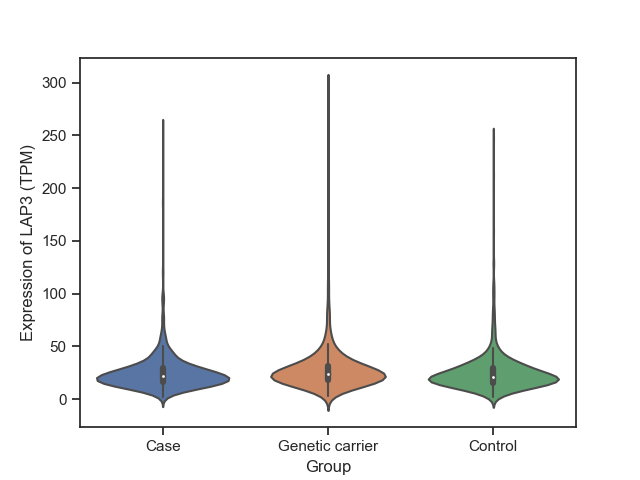 Expression of LAP3 (TPM)
300
250
200
150
100
50
0
Case
Genetic carrier
Control
Group